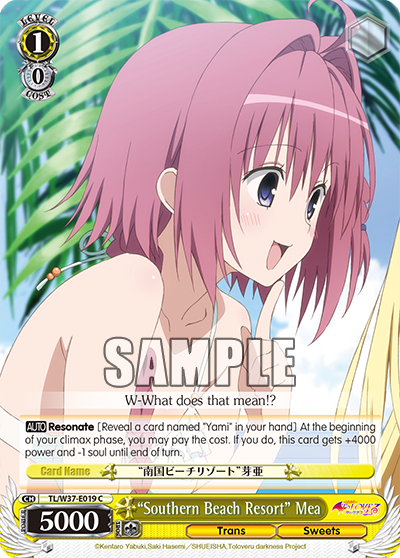 LEVEL
1
0
COST
SAMPLE
W-What does that mean!?
AUTO Resonate [Reveal a card named "Yami" in your hand] At the beginning
of your climax phase, you may pay the cost. If you do, this card gets +4000
power and -1 soul until end of turn.
Card Name
“南国ビーチリゾート” 芽亜
CH TL/W37-E019 C
5000
“Southern Beach Resort” Mea
Trans
Sweets
©Kentaro Yabuki,Saki Hasemi／SHUEISHA,Toloveru darkness Project